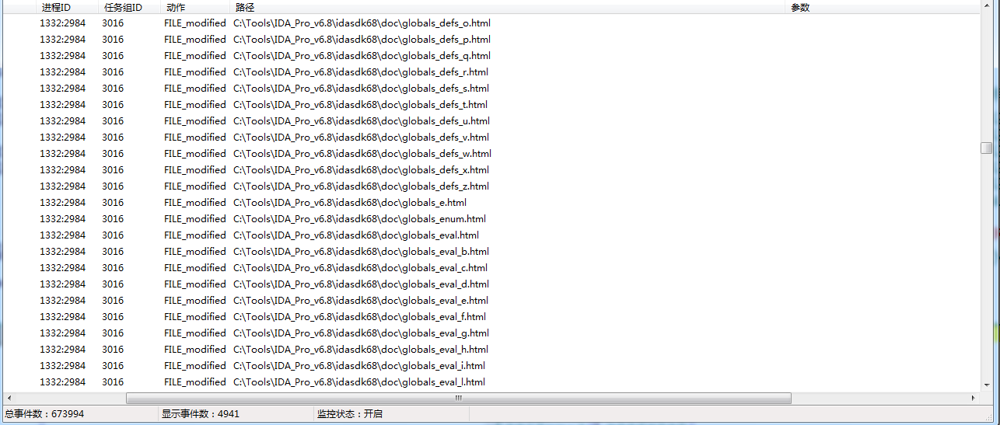 进程ID 任务组ID 动作 路径 参数
1332:2984 3016 FILE_modified C:\Tools\IDA_Pro_v6.8\idasdk68\doc\globals_defs_o.html
1332:2984 3016 FILE_modified C:\Tools\IDA_Pro_v6.8\idasdk68\doc\globals_defs_p.html
1332:2984 3016 FILE_modified C:\Tools\IDA_Pro_v6.8\idasdk68\doc\globals_defs_q.html
1332:2984 3016 FILE_modified C:\Tools\IDA_Pro_v6.8\idasdk68\doc\globals_defs_r.html
1332:2984 3016 FILE_modified C:\Tools\IDA_Pro_v6.8\idasdk68\doc\globals_defs_s.html
1332:2984 3016 FILE_modified C:\Tools\IDA_Pro_v6.8\idasdk68\doc\globals_defs_t.html
1332:2984 3016 FILE_modified C:\Tools\IDA_Pro_v6.8\idasdk68\doc\globals_defs_u.html
1332:2984 3016 FILE_modified C:\Tools\IDA_Pro_v6.8\idasdk68\doc\globals_defs_v.html
1332:2984 3016 FILE_modified C:\Tools\IDA_Pro_v6.8\idasdk68\doc\globals_defs_w.html
1332:2984 3016 FILE_modified C:\Tools\IDA_Pro_v6.8\idasdk68\doc\globals_defs_x.html
1332:2984 3016 FILE_modified C:\Tools\IDA_Pro_v6.8\idasdk68\doc\globals_defs_z.html
1332:2984 3016 FILE_modified C:\Tools\IDA_Pro_v6.8\idasdk68\doc\globals_e.html
1332:2984 3016 FILE_modified C:\Tools\IDA_Pro_v6.8\idasdk68\doc\globals_enum.html
1332:2984 3016 FILE_modified C:\Tools\IDA_Pro_v6.8\idasdk68\doc\globals_eval.html
1332:2984 3016 FILE_modified C:\Tools\IDA_Pro_v6.8\idasdk68\doc\globals_eval_b.html
1332:2984 3016 FILE_modified C:\Tools\IDA_Pro_v6.8\idasdk68\doc\globals_eval_c.html
1332:2984 3016 FILE_modified C:\Tools\IDA_Pro_v6.8\idasdk68\doc\globals_eval_d.html
1332:2984 3016 FILE_modified C:\Tools\IDA_Pro_v6.8\idasdk68\doc\globals_eval_e.html
1332:2984 3016 FILE_modified C:\Tools\IDA_Pro_v6.8\idasdk68\doc\globals_eval_f.html
1332:2984 3016 FILE_modified C:\Tools\IDA_Pro_v6.8\idasdk68\doc\globals_eval_g.html
1332:2984 3016 FILE_modified C:\Tools\IDA_Pro_v6.8\idasdk68\doc\globals_eval_h.html
1332:2984 3016 FILE_modified C:\Tools\IDA_Pro_v6.8\idasdk68\doc\globals_eval_i.html
1332:2984 3016 FILE_modified C:\Tools\IDA_Pro_v6.8\idasdk68\doc\globals_eval_l.html
总事件数：673994 显示事件数：4941 监控状态：开启